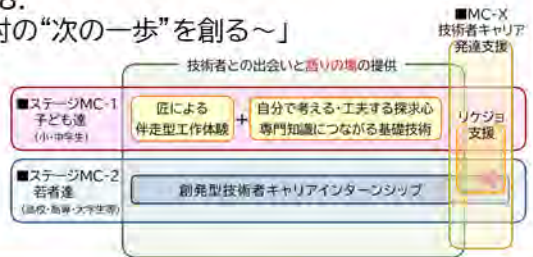 付の“次の一歩”を創る～」
■MC-X
技術者キャリア
発達支援
技術者との出会いと語りの場の提供
■ステージMC-1
子ども達
(小・中学生)
匠による
伴走型工作体験
+
自分で考える・工夫する探求心
専門知識につながる基礎技術
リケジョ
支援
■ステージMC-2
若者達
(高校・高専・大学生等)
創発型技術者キャリアインターンシップ